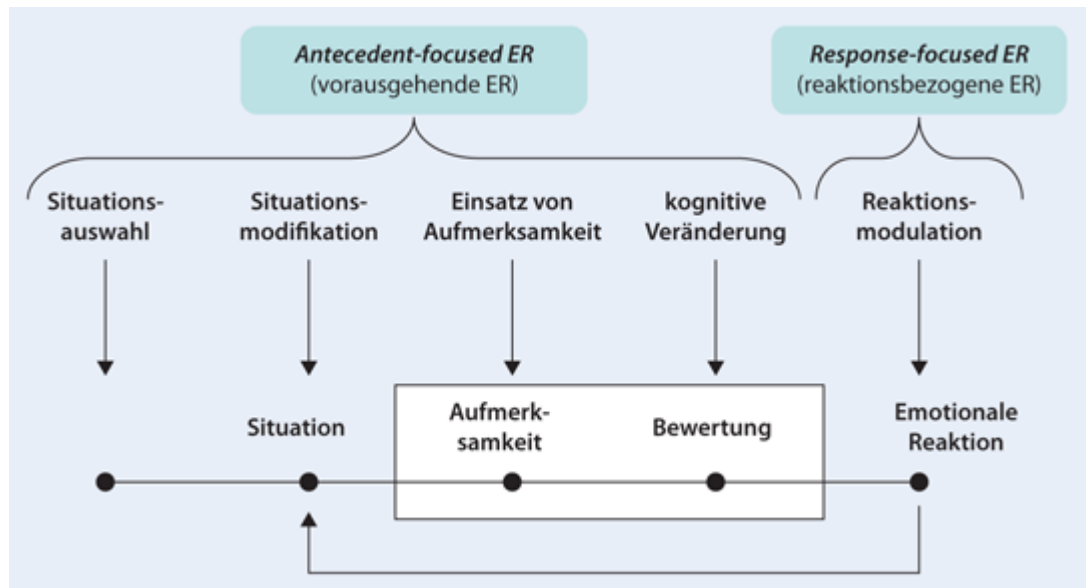 Antecedent-focused ER
(vorausgehende ER)
Response-focused ER
(reaktionsbezogene ER)
Situations-
auswahl
Situations-
modifikation
Einsatz von
Aufmerksamkeit
kognitive
Veränderung
Reaktions-
modulation
Situation
Aufmerk-
samkeit
Bewertung
Emotionale
Reaktion